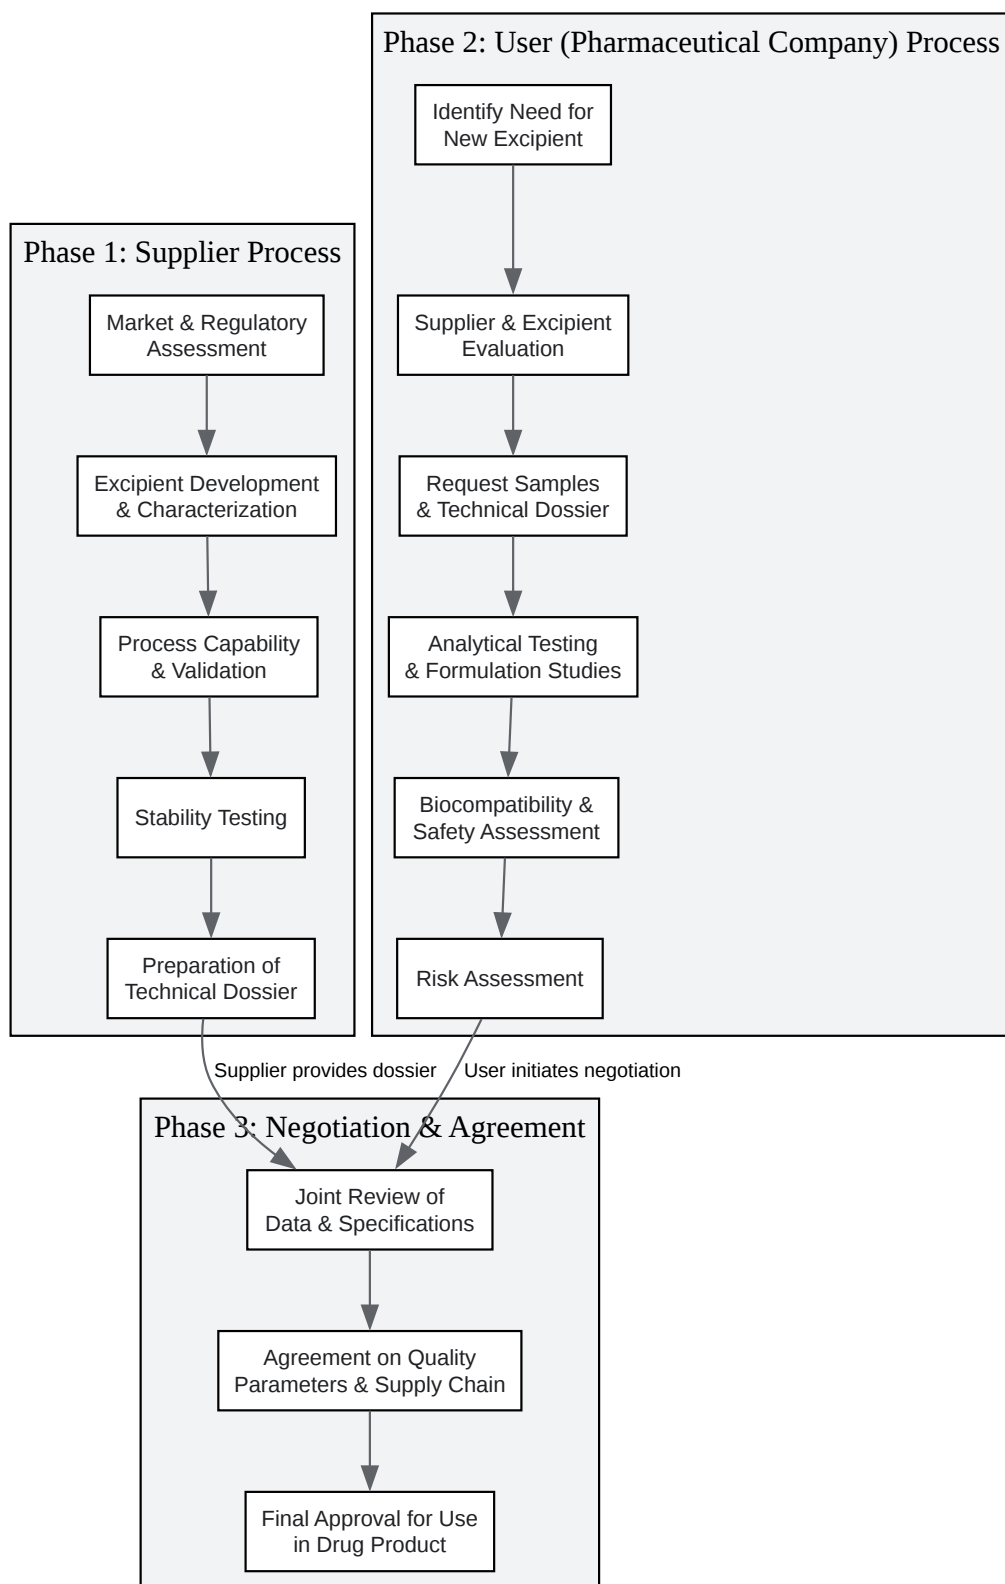 Phase 2: User (Pharmaceutical Company) Process
Identify Need for
New Excipient
Phase 1: Supplier Process
Market & Regulatory
Assessment
Supplier & Excipient
Evaluation
Excipient Development
& Characterization
Request Samples
& Technical Dossier
Process Capability
& Validation
Analytical Testing
& Formulation Studies
Stability Testing
Biocompatibility &
Safety Assessment
Preparation of
Technical Dossier
Risk Assessment
Supplier provides dossier
User initiates negotiation
Phase 3: Negotiation & Agreement
Joint Review of
Data & Specifications
Agreement on Quality
Parameters & Supply Chain
Final Approval for Use
in Drug Product